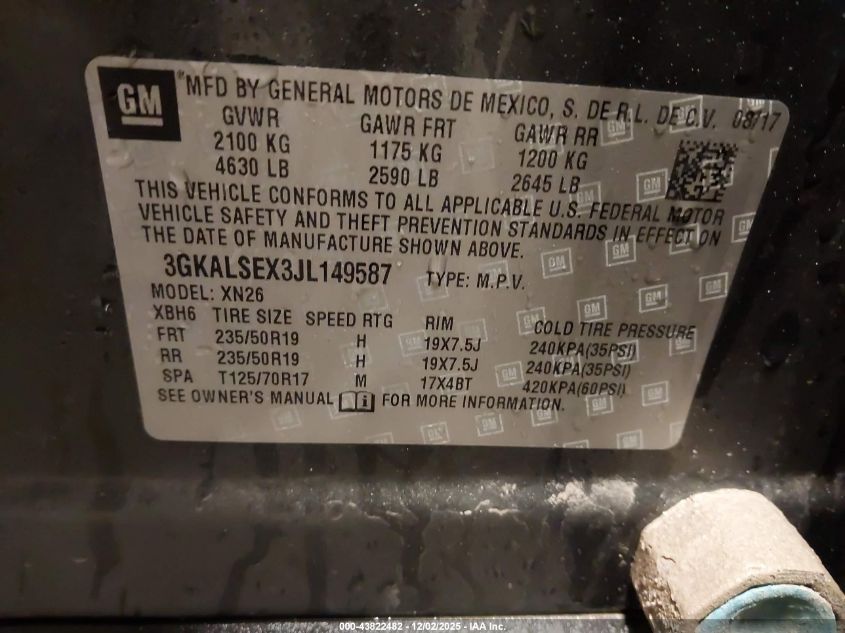 GM
MFD BY GENERAL MOTORS DE MEXICO, S. DE R.L. DE C.V. 08/17
GVWR GAWR FRT GAWR RR
2100 KG 1175 KG 1200 KG
4630 LB 2590 LB 2645 LB
THIS VEHICLE CONFORMS TO ALL APPLICABLE U.S. FEDERAL MOTOR
VEHICLE SAFETY AND THEFT PREVENTION STANDARDS IN EFFECT ON
THE DATE OF MANUFACTURE SHOWN ABOVE.
3GKALSEX3JL149587 TYPE: M.P.V.
MODEL: XN26
XBH6 TIRE SIZE SPEED RTG RIM COLD TIRE PRESSURE
FRT 235/50R19 H 19X7.5J 240KPA(35PSI)
RR 235/50R19 H 19X7.5J 240KPA(35PSI)
SPA T125/70R17 M 17X4BT 420KPA(60PSI)
SEE OWNER'S MANUAL FOR MORE INFORMATION.
000-43822482 - 12/02/2025 - IAA Inc.